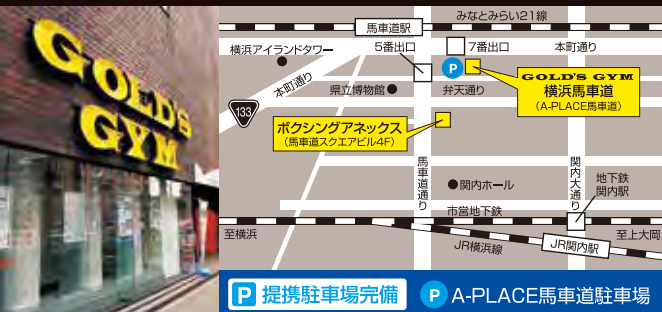 GOLD'S
GYM
みなとみらい21線
馬車道駅
5番出口
7番出口
本町通り
横浜アイランドタワー
本町通り
P
GOLD'S GYM
横浜馬車道
(A-PLACE馬車道)
県立博物館
弁天通り
133
ボクシングアネックス
(馬車道スクエアビル4F)
馬車道通り
関内大通り
関内ホール
地下鉄
関内駅
市営地下鉄
至横浜
JR横浜線
JR関内駅
至上大岡
P 提携駐車場完備
P A-PLACE馬車道駐車場